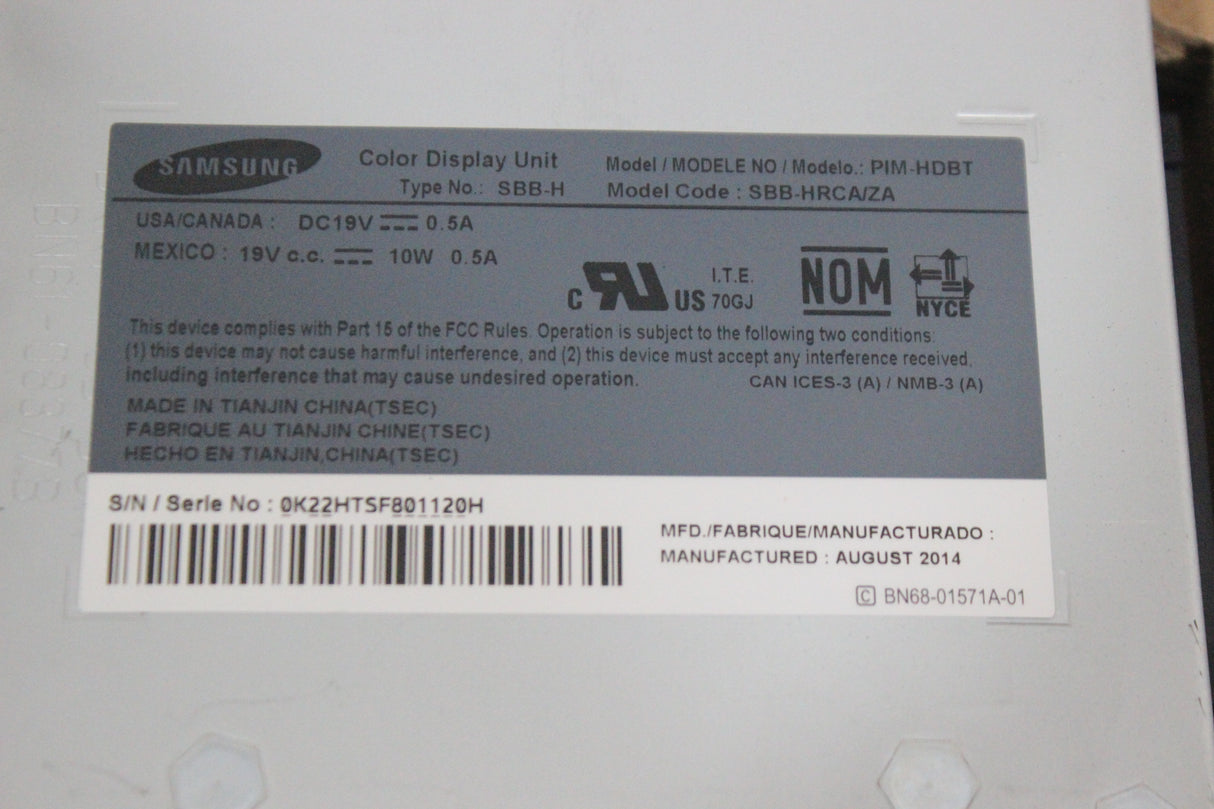 SAMSUNG
Color Display Unit
Type No.: SBB-H
Model / MODELE NO / Modelo.: PIM-HDBT
Model Code : SBB-HRCA/ZA
USA/CANADA : DC19V 0.5A
MEXICO : 19V c.c. 10W 0.5A
C RU US
I.T.E.
70GJ
NOM
NYCE
This device complies with Part 15 of the FCC Rules. Operation is subject to the following two conditions:
(1) this device may not cause harmful interference, and (2) this device must accept any interference received,
including interference that may cause undesired operation.
CAN ICES-3 (A) / NMB-3 (A)
MADE IN TIANJIN CHINA(TSEC)
FABRIQUE AU TIANJIN CHINE(TSEC)
HECHO EN TIANJIN,CHINA(TSEC)
S/N / Serie No : 0K22HTSF801120H
MFD./FABRIQUE/MANUFACTURADO :
MANUFACTURED : AUGUST 2014
C BN68-01571A-01